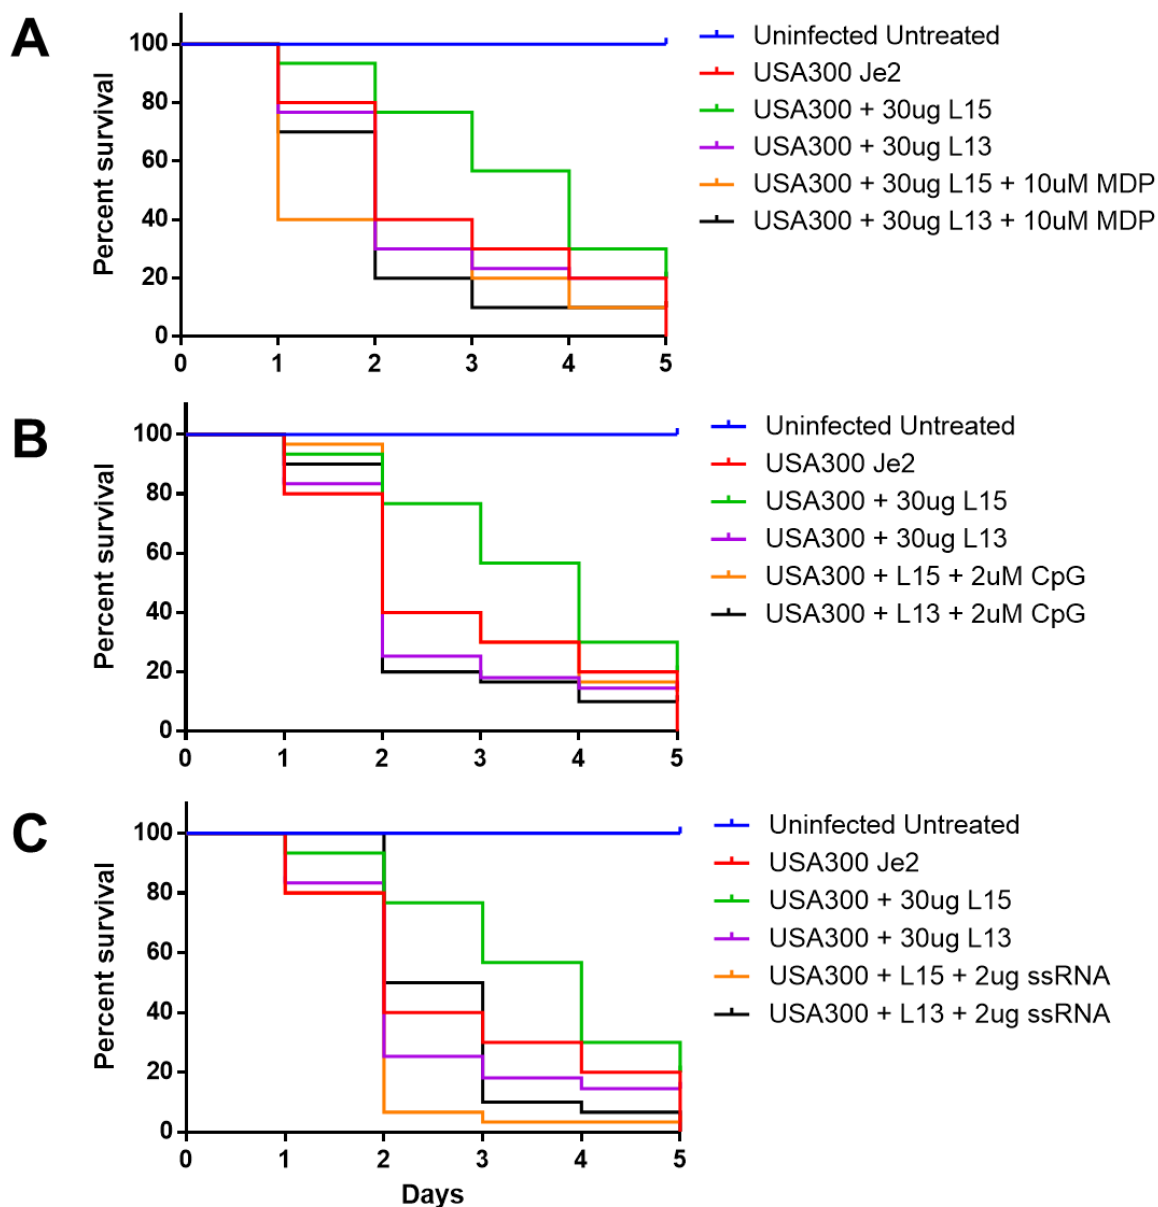 A
Percent survival
100
80
60
40
20
0
0 1 2 3 4 5
Uninfected Untreated
USA300 Je2
USA300 + 30ug L15
USA300 + 30ug L13
USA300 + 30ug L15 + 10uM MDP
USA300 + 30ug L13 + 10uM MDP
B
Percent survival
100
80
60
40
20
0
0 1 2 3 4 5
Uninfected Untreated
USA300 Je2
USA300 + 30ug L15
USA300 + 30ug L13
USA300 + L15 + 2uM CpG
USA300 + L13 + 2uM CpG
C
Percent survival
100
80
60
40
20
0
0 1 2 3 4 5
Days
Uninfected Untreated
USA300 Je2
USA300 + 30ug L15
USA300 + 30ug L13
USA300 + L15 + 2ug ssRNA
USA300 + L13 + 2ug ssRNA